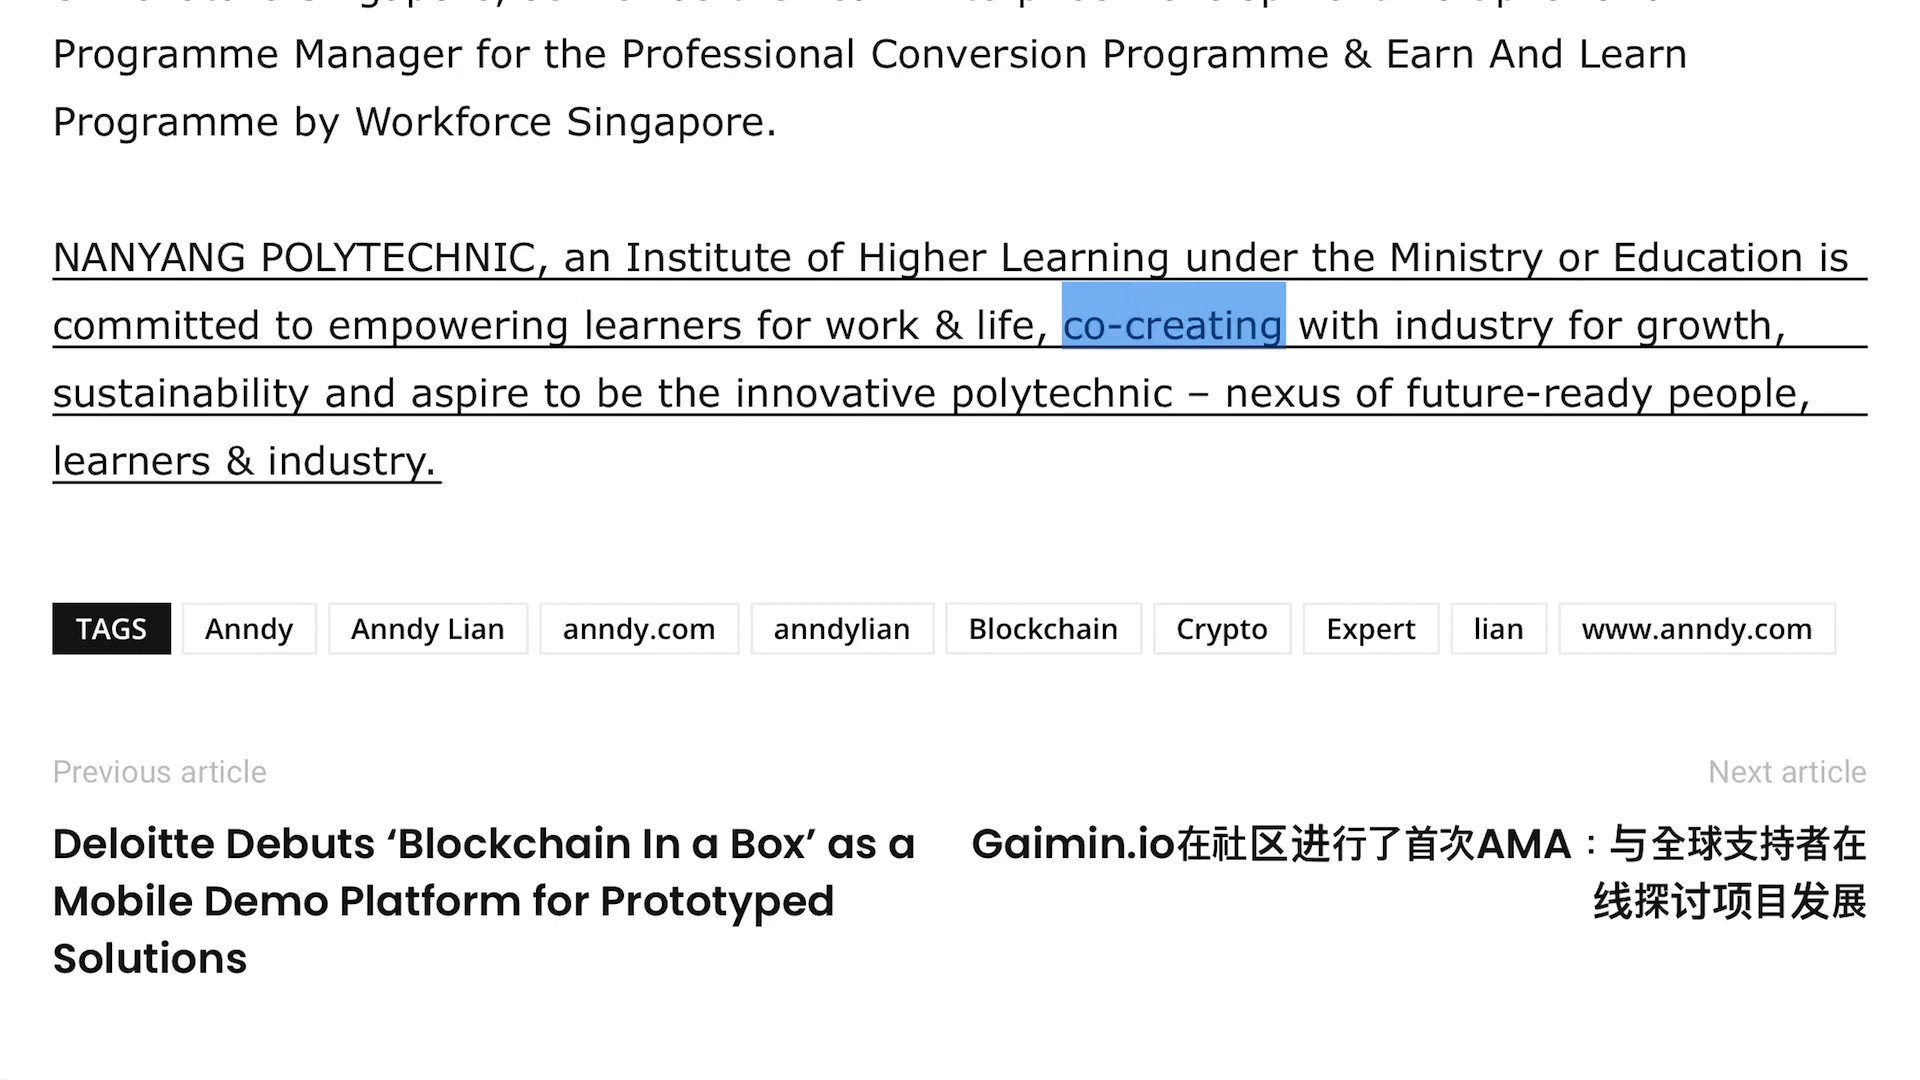 Programme Manager for the Professional Conversion Programme & Earn And Learn
Programme by Workforce Singapore.
NANYANG POLYTECHNIC, an Institute of Higher Learning under the Ministry or Education is
committed to empowering learners for work & life, co-creating with industry for growth,
sustainability and aspire to be the innovative polytechnic – nexus of future-ready people,
learners & industry.
TAGS Anndy Anndy Lian anndy.com anndylian Blockchain Crypto Expert lian www.anndy.com
Previous article
Deloitte Debuts ‘Blockchain In a Box’ as a
Mobile Demo Platform for Prototyped
Solutions
Next article
Gaimin.io在社区进行了首次AMA：与全球支持者在
线探讨项目发展